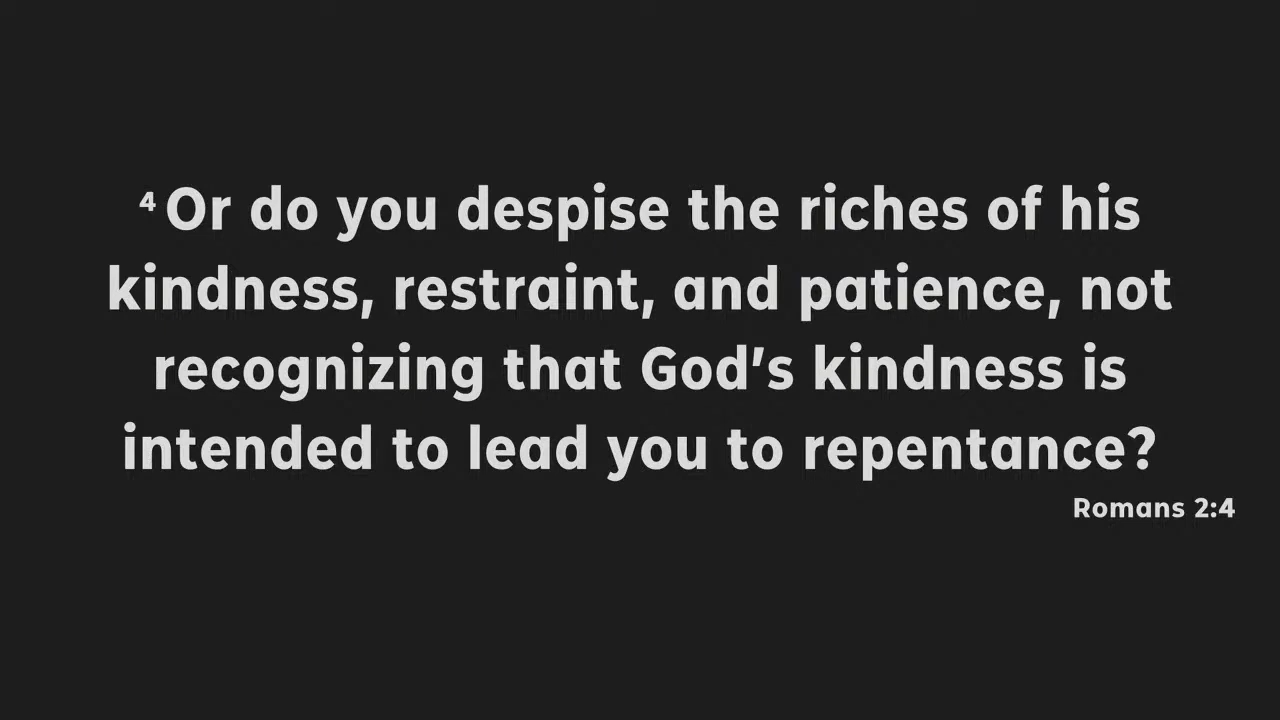 ⁴ Or do you despise the riches of his
kindness, restraint, and patience, not
recognizing that God’s kindness is
intended to lead you to repentance?
Romans 2:4